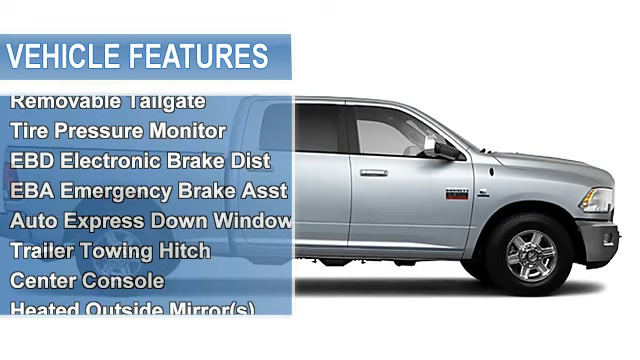 VEHICLE FEATURES
Removable Tailgate
Tire Pressure Monitor
EBD Electronic Brake Dist
EBA Emergency Brake Asst
Auto Express Down Window
Trailer Towing Hitch
Center Console
Heated Outside Mirror(s)